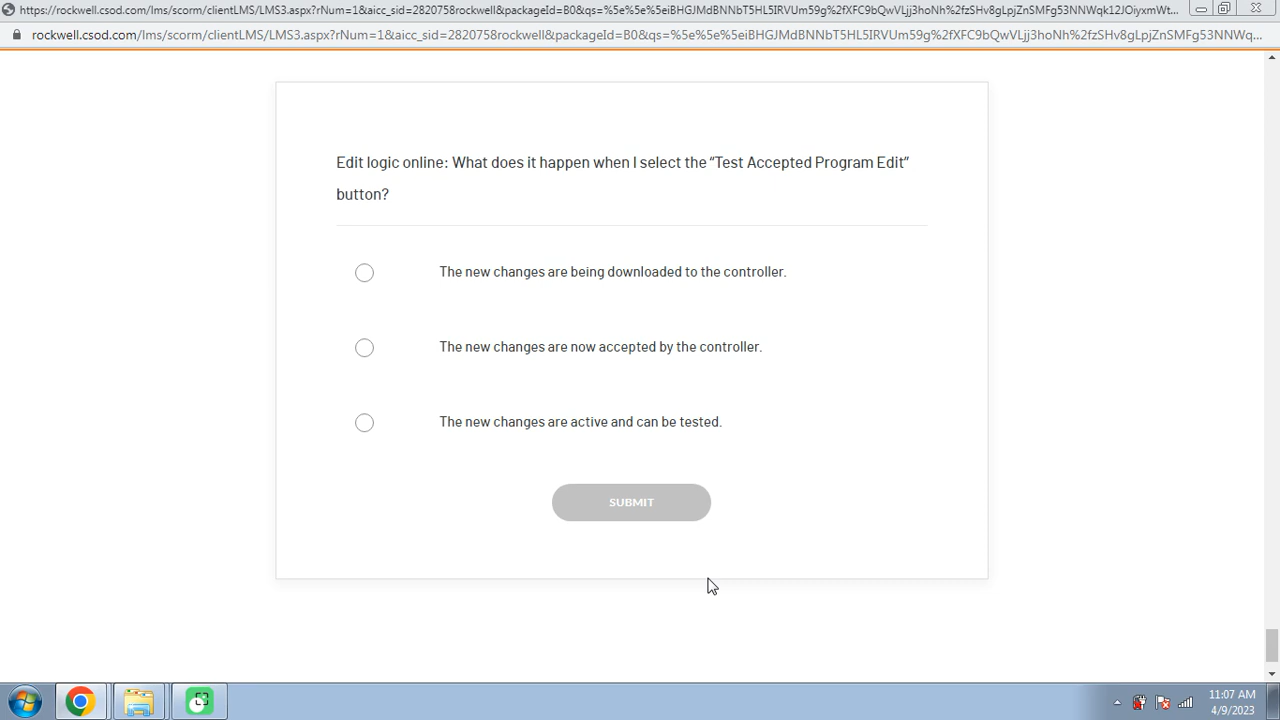 https://rockwell.csod.com/lms/scorm/clientLMS/LMS3.aspx?rNum=1&aicc_sid=2820758rockwell&packageId=B0&qs=%5e%5e%5eiBHGJMdBNNbT5HL5IRVUm59g%2fXFC9bQwVLjj3hoNh%2fzSHv8gLpjZnSMFg53NNWqk12JOiyxmWt...
rockwell.csod.com/lms/scorm/clientLMS/LMS3.aspx?rNum=1&aicc_sid=2820758rockwell&packageId=B0&qs=%5e%5e%5eiBHGJMdBNNbT5HL5IRVUm59g%2fXFC9bQwVLjj3hoNh%2fzSHv8gLpjZnSMFg53NNWq...
Edit logic online: What does it happen when I select the “Test Accepted Program Edit”
button?
The new changes are being downloaded to the controller.
The new changes are now accepted by the controller.
The new changes are active and can be tested.
SUBMIT
11:07 AM
4/9/2023